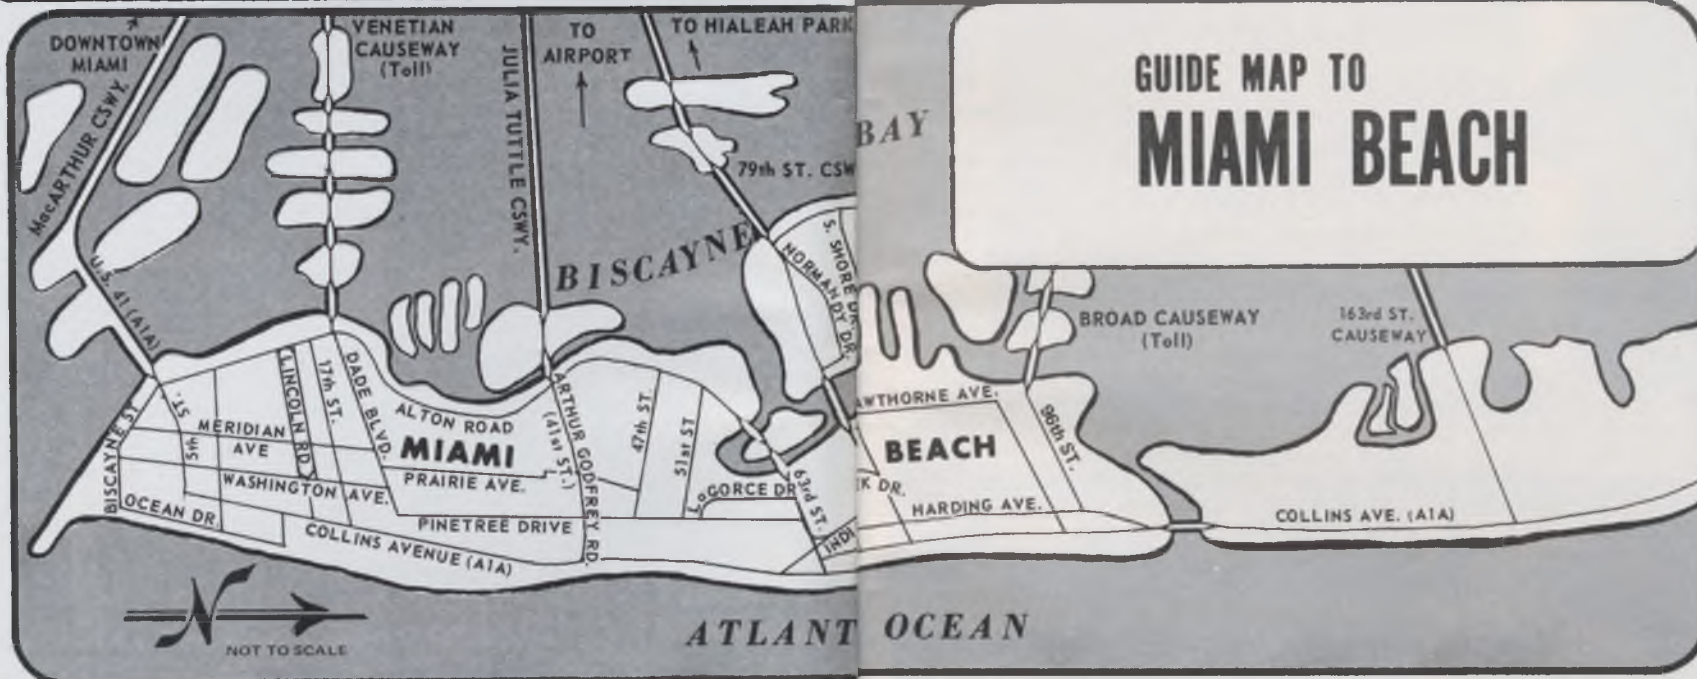 DOWNTOWN
MIAMI
MacARTHUR CSWY.
U.S. 41 (A1A)
VENETIAN
CAUSEWAY
(Toll)
JULIA TUTTLE CSWY.
TO
AIRPORT
TO HIALEAH PARK
79th ST. CSW
BISCAYNE
BAY
GUIDE MAP TO
MIAMI BEACH
S. SHORE DR.
NORMANDY DR.
BROAD CAUSEWAY
(Toll)
163rd ST.
CAUSEWAY
BISCAYNE ST
5th ST.
MERIDIAN
AVE
LINCOLN RD
17th ST.
DADE BLVD.
ALTON ROAD
MIAMI
ARTHUR GODFREY RD.
(41st ST.)
47th ST.
51st ST
LaGORCE DR
63rd ST.
AWTHORNE AVE.
BEACH
96th ST.
WASHINGTON AVE.
PRAIRIE AVE.
OCEAN DR.
PINETREE DRIVE
COLLINS AVENUE (A1A)
INDI
K DR.
HARDING AVE.
COLLINS AVE. (A1A)
N
NOT TO SCALE
ATLANT OCEAN